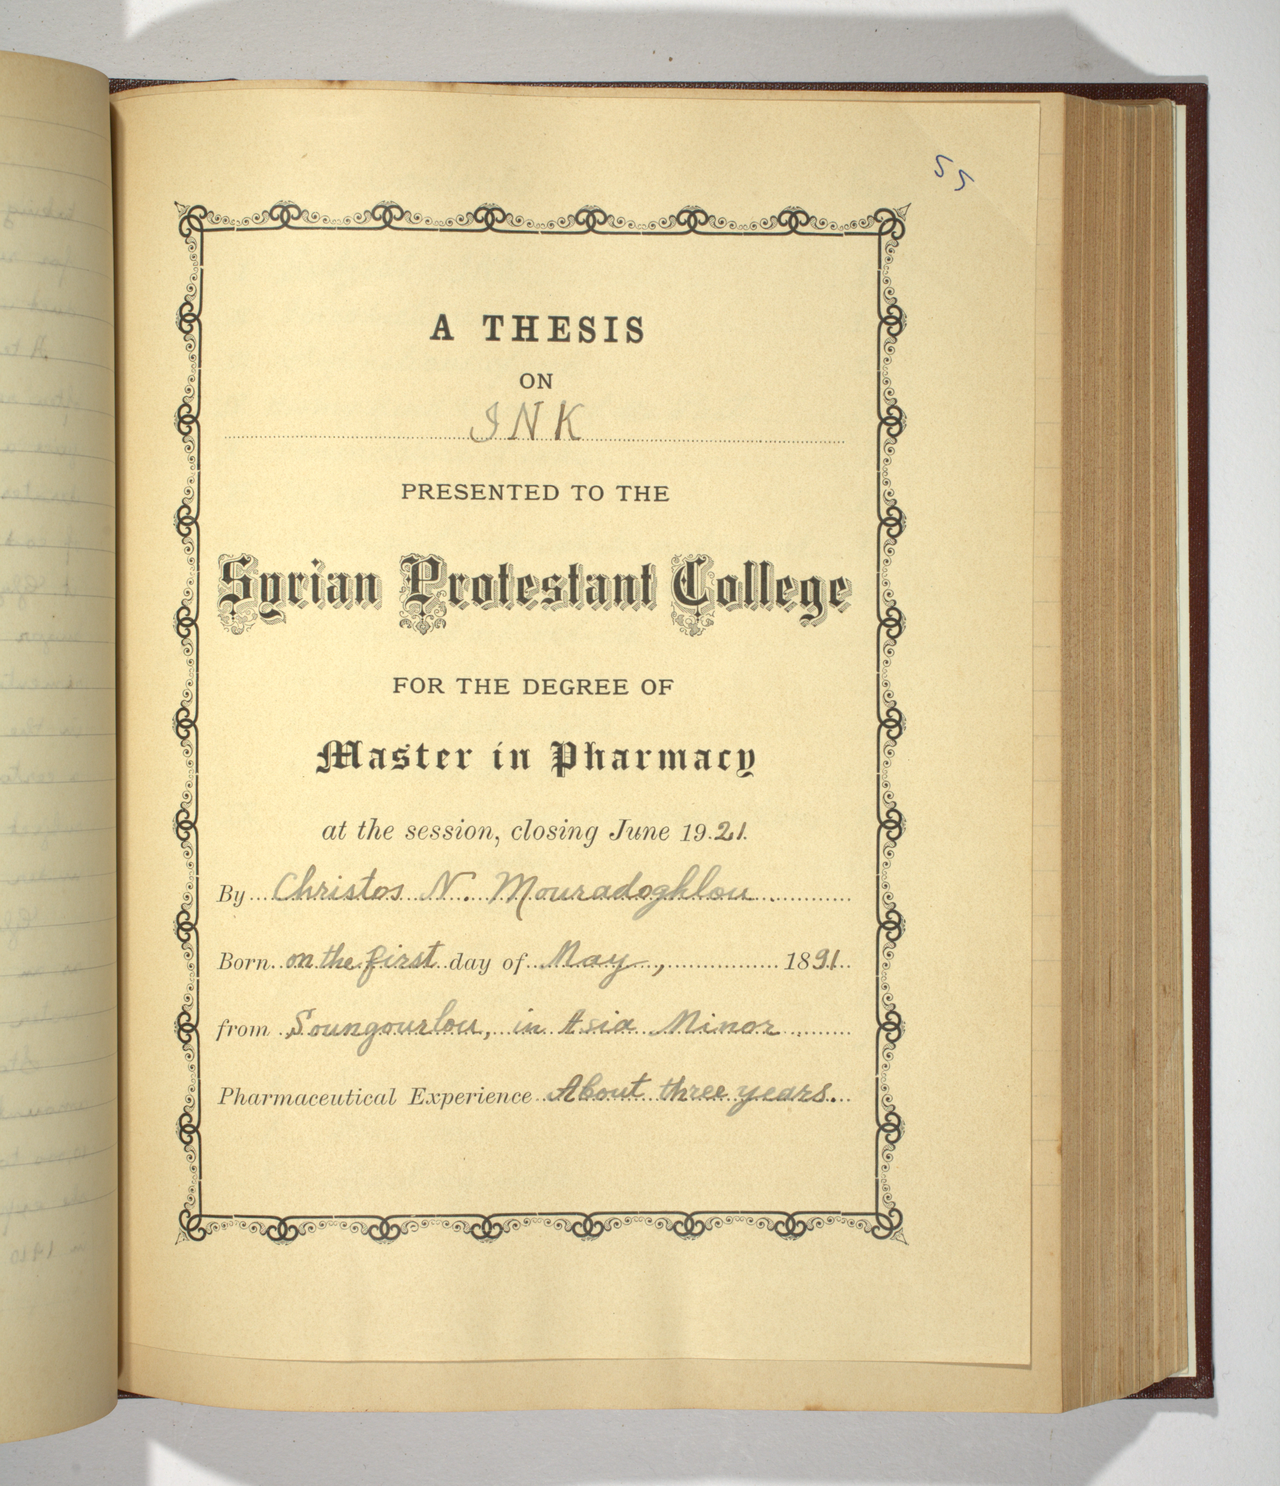 55
A THESIS
ON
INK
PRESENTED TO THE
Syrian Protestant College
FOR THE DEGREE OF
Master in Pharmacy
at the session, closing June 19.21.
By Christos N. Mouradoghlou
Born on the first day of May, 1891
from Soungourlou, in Asia Minor
Pharmaceutical Experience About three years.